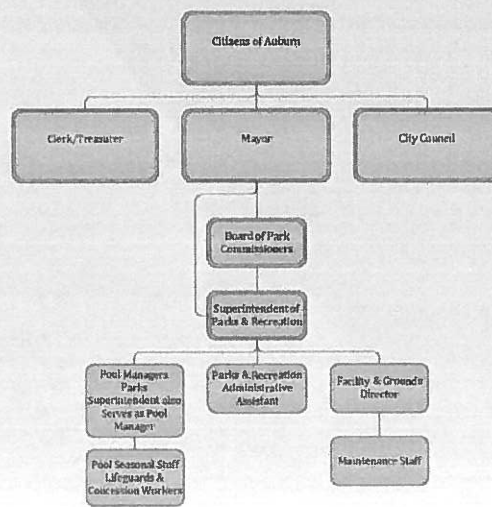 Citizens of Auburn
Clerk/Treasurer
Mayor
City Council
Board of Park
Commissioners
Superintendent of
Parks & Recreation
Pool Managers
Parks
Superintendent also
Serves as Pool
Manager
Parks & Recreation
Administrative
Assistant
Facility & Grounds
Director
Pool Seasonal Staff
Lifeguards &
Concession Workers
Maintenance Staff